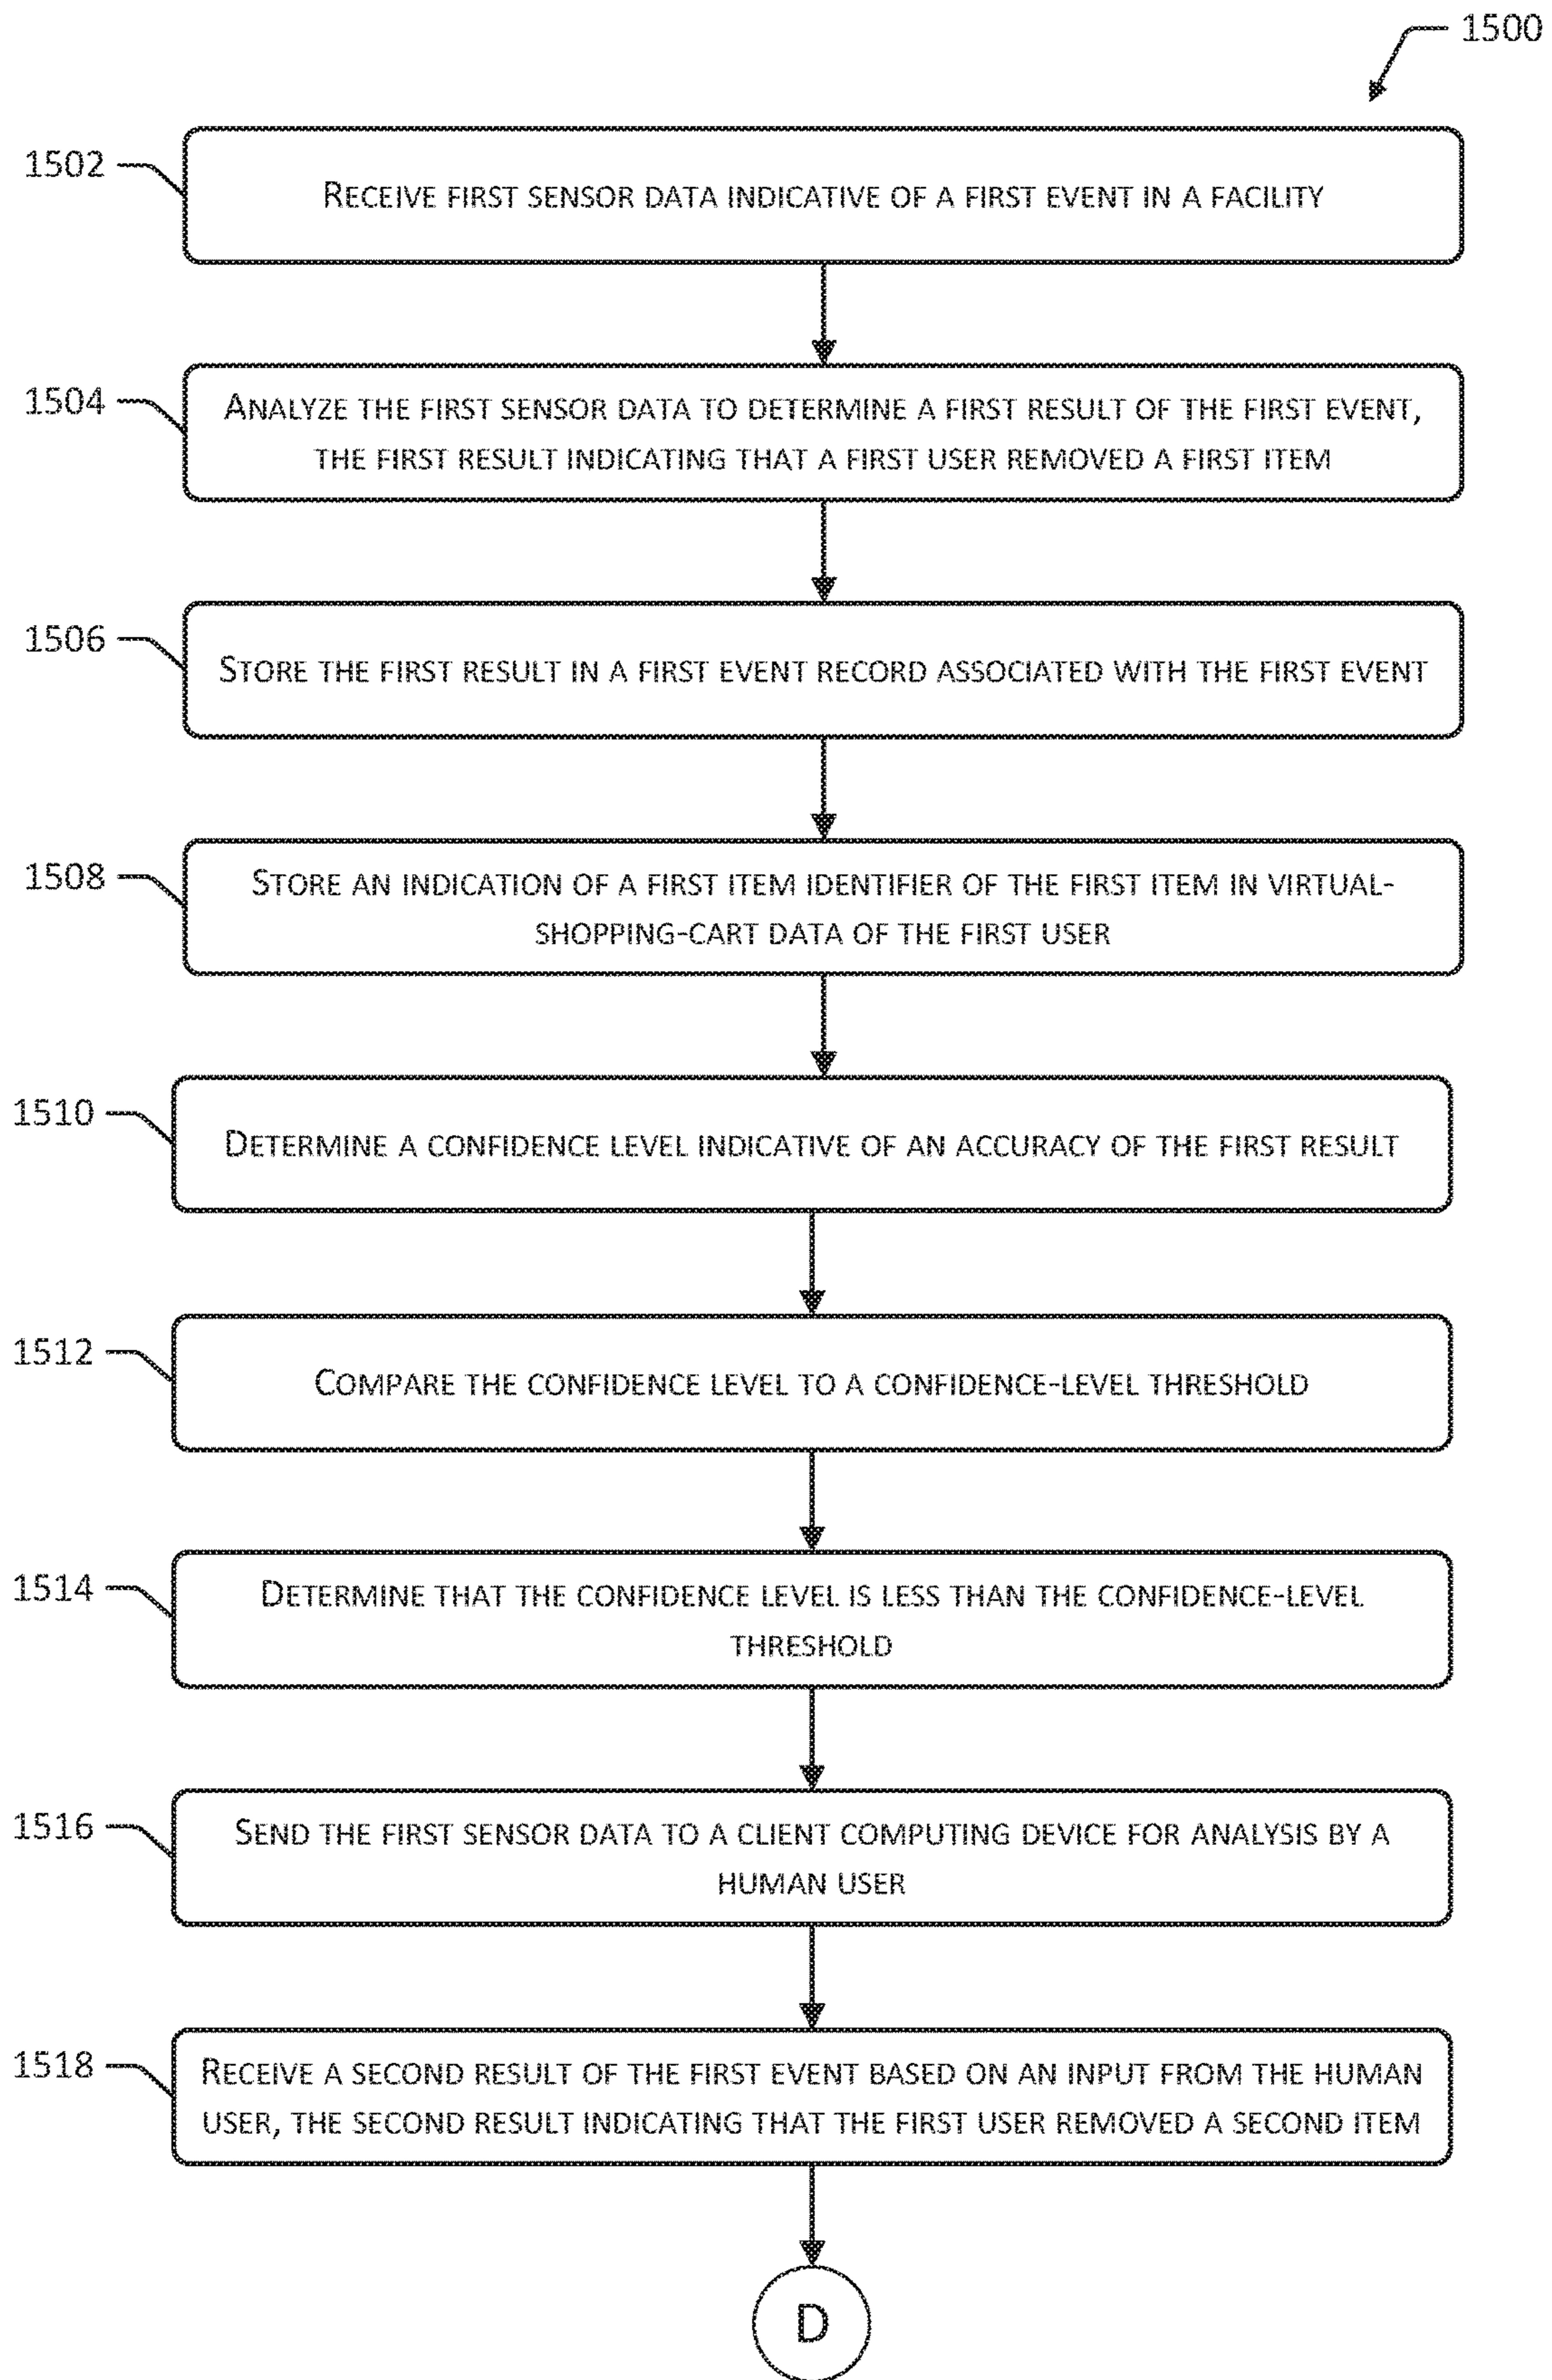 1500
1502
RECEIVE FIRST SENSOR DATA INDICATIVE OF A FIRST EVENT IN A FACILITY
1504
ANALYZE THE FIRST SENSOR DATA TO DETERMINE A FIRST RESULT OF THE FIRST EVENT,
THE FIRST RESULT INDICATING THAT A FIRST USER REMOVED A FIRST ITEM
1506
STORE THE FIRST RESULT IN A FIRST EVENT RECORD ASSOCIATED WITH THE FIRST EVENT
1508
STORE AN INDICATION OF A FIRST ITEM IDENTIFIER OF THE FIRST ITEM IN VIRTUAL-
SHOPPING-CART DATA OF THE FIRST USER
1510
DETERMINE A CONFIDENCE LEVEL INDICATIVE OF AN ACCURACY OF THE FIRST RESULT
1512
COMPARE THE CONFIDENCE LEVEL TO A CONFIDENCE-LEVEL THRESHOLD
1514
DETERMINE THAT THE CONFIDENCE LEVEL IS LESS THAN THE CONFIDENCE-LEVEL
THRESHOLD
1516
SEND THE FIRST SENSOR DATA TO A CLIENT COMPUTING DEVICE FOR ANALYSIS BY A
HUMAN USER
1518
RECEIVE A SECOND RESULT OF THE FIRST EVENT BASED ON AN INPUT FROM THE HUMAN
USER, THE SECOND RESULT INDICATING THAT THE FIRST USER REMOVED A SECOND ITEM
D